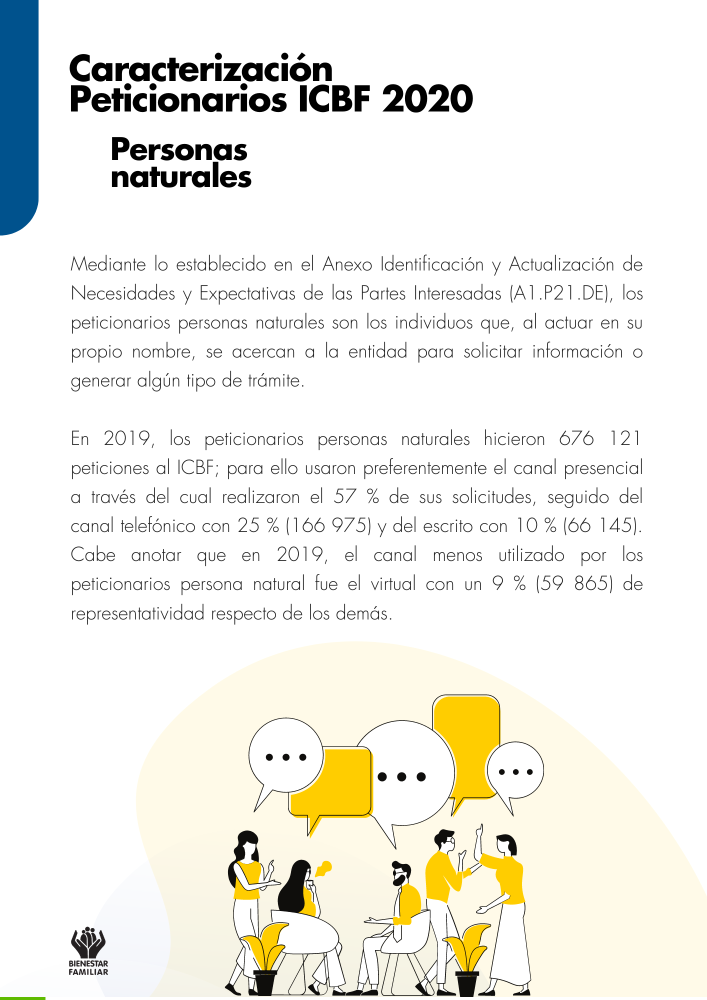 Caracterización
Peticionarios ICBF 2020
Personas
naturales
Mediante lo establecido en el Anexo Identificación y Actualización de
Necesidades y Expectativas de las Partes Interesadas (A1.P21.DE), los
peticionarios personas naturales son los individuos que, al actuar en su
propio nombre, se acercan a la entidad para solicitar información o
generar algún tipo de trámite.
En 2019, los peticionarios personas naturales hicieron 676 121
peticiones al ICBF; para ello usaron preferentemente el canal presencial
a través del cual realizaron el 57 % de sus solicitudes, seguido del
canal telefónico con 25 % (166 975) y del escrito con 10 % (66 145).
Cabe anotar que en 2019, el canal menos utilizado por los
peticionarios persona natural fue el virtual con un 9 % (59 865) de
representatividad respecto de los demás.
BIENESTAR
FAMILIAR